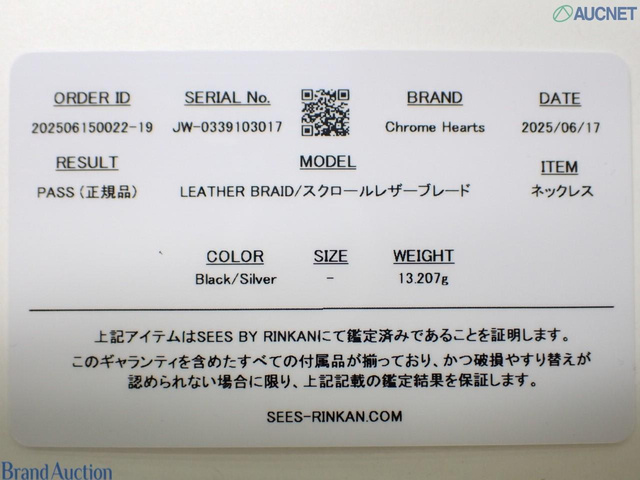 AUCNET
ORDER ID SERIAL No. BRAND DATE
202506150022-19 JW-0339103017 Chrome Hearts 2025/06/17
RESULT MODEL ITEM
PASS（正規品） LEATHER BRAID/スクロールレザーブレード ネックレス
COLOR SIZE WEIGHT
Black/Silver - 13.207g
上記アイテムはSEES BY RINKANにて鑑定済みであることを証明します。
このギャランティを含めたすべての付属品が揃っており、かつ破損やすり替えが
認められない場合に限り、上記記載の鑑定結果を保証します。
SEES-RINKAN.COM
Brand Auction